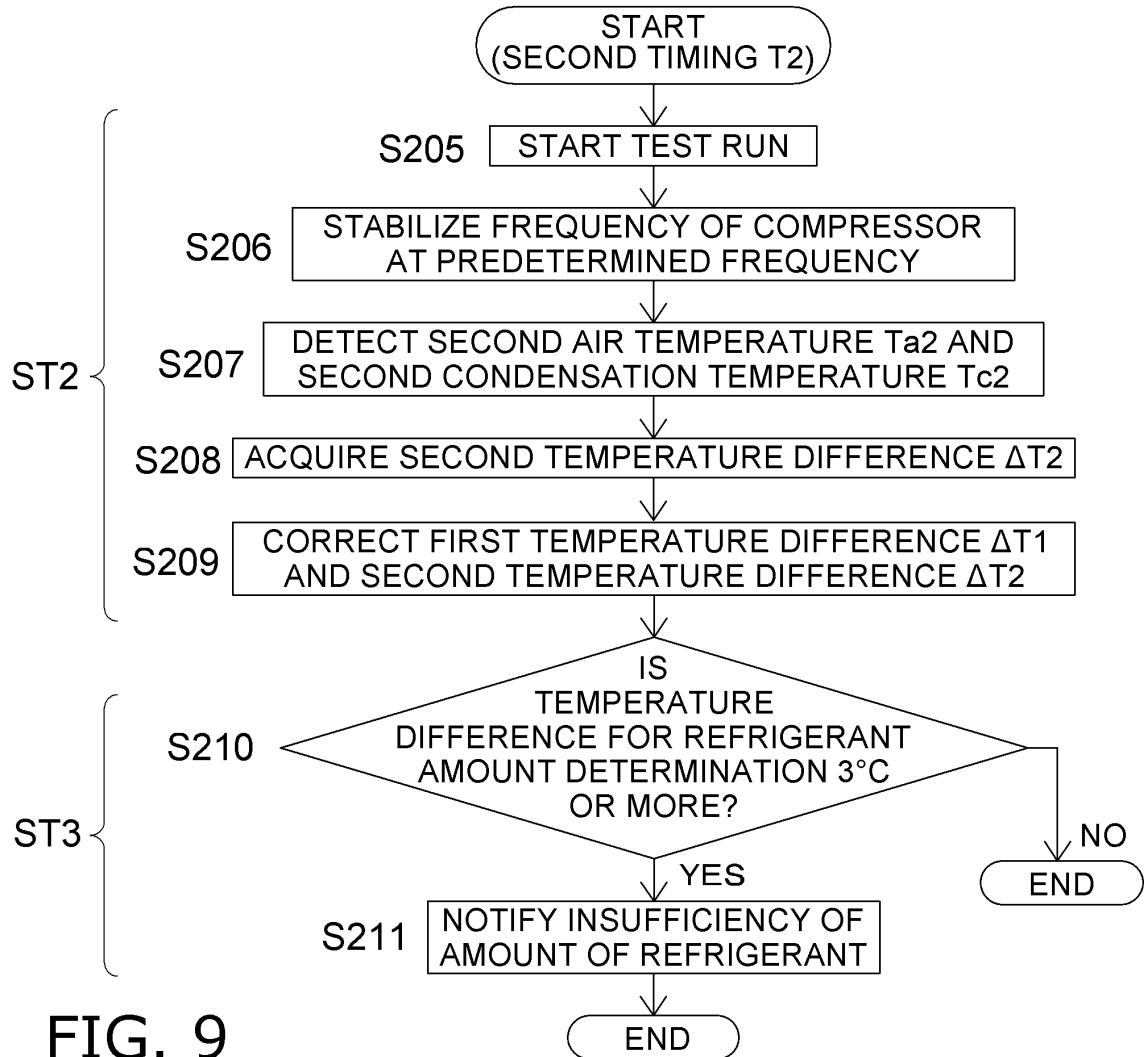 START
(SECOND TIMING T2)
S205
START TEST RUN
S206
STABILIZE FREQUENCY OF COMPRESSOR
AT PREDETERMINED FREQUENCY
ST2
S207
DETECT SECOND AIR TEMPERATURE Ta2 AND
SECOND CONDENSATION TEMPERATURE Tc2
S208
ACQUIRE SECOND TEMPERATURE DIFFERENCE ΔT2
S209
CORRECT FIRST TEMPERATURE DIFFERENCE ΔT1
AND SECOND TEMPERATURE DIFFERENCE ΔT2
S210
IS
TEMPERATURE
DIFFERENCE FOR REFRIGERANT
AMOUNT DETERMINATION 3°C
OR MORE?
ST3
NO
END
YES
S211
NOTIFY INSUFFICIENCY OF
AMOUNT OF REFRIGERANT
END
FIG. 9